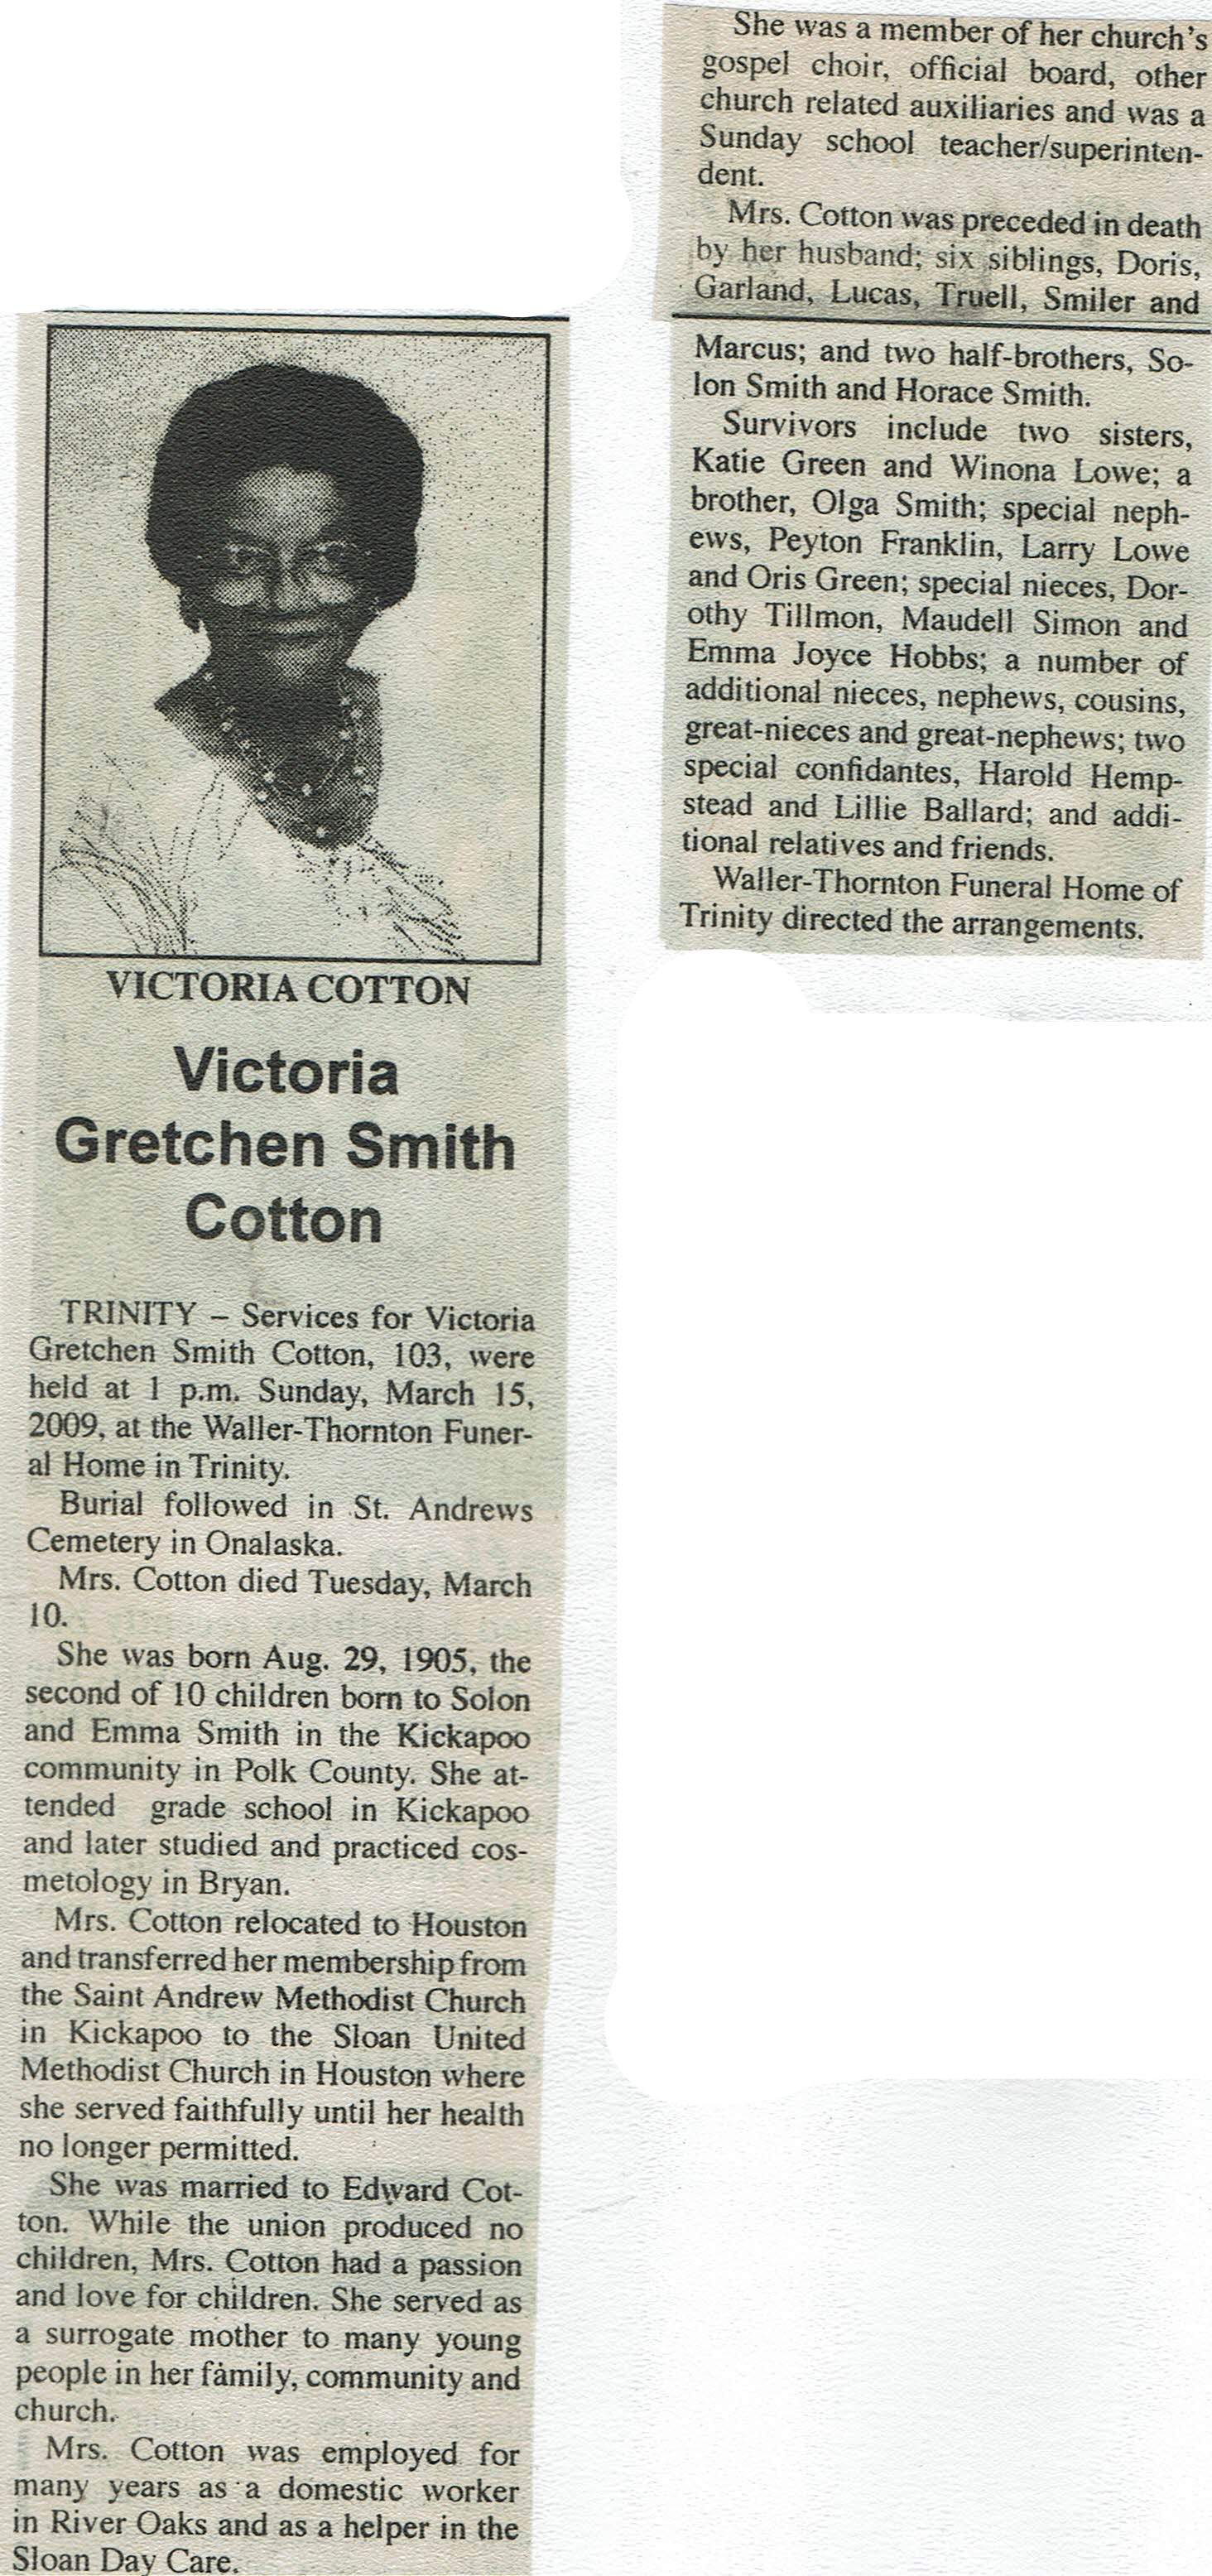 VICTORIA COTTON
Victoria
Gretchen Smith
Cotton
TRINITY – Services for Victoria
Gretchen Smith Cotton, 103, were
held at 1 p.m. Sunday, March 15,
2009, at the Waller-Thornton Funer-
al Home in Trinity.
Burial followed in St. Andrews
Cemetery in Onalaska.
Mrs. Cotton died Tuesday, March
10.
She was born Aug. 29, 1905, the
second of 10 children born to Solon
and Emma Smith in the Kickapoo
community in Polk County. She at-
tended grade school in Kickapoo
and later studied and practiced cos-
metology in Bryan.
Mrs. Cotton relocated to Houston
and transferred her membership from
the Saint Andrew Methodist Church
in Kickapoo to the Sloan United
Methodist Church in Houston where
she served faithfully until her health
no longer permitted.
She was married to Edward Cot-
ton. While the union produced no
children, Mrs. Cotton had a passion
and love for children. She served as
a surrogate mother to many young
people in her family, community and
church.
Mrs. Cotton was employed for
many years as a domestic worker
in River Oaks and as a helper in the
Sloan Day Care.
She was a member of her church's
gospel choir, official board, other
church related auxiliaries and was a
Sunday school teacher/superinten-
dent.
Mrs. Cotton was preceded in death
by her husband; six siblings, Doris,
Garland, Lucas, Truell, Smiler and
Marcus; and two half-brothers, So-
lon Smith and Horace Smith.
Survivors include two sisters,
Katie Green and Winona Lowe; a
brother, Olga Smith; special neph-
ews, Peyton Franklin, Larry Lowe
and Oris Green; special nieces, Dor-
othy Tillmon, Maudell Simon and
Emma Joyce Hobbs; a number of
additional nieces, nephews, cousins,
great-nieces and great-nephews; two
special confidantes, Harold Hemp-
stead and Lillie Ballard; and addi-
tional relatives and friends.
Waller-Thornton Funeral Home of
Trinity directed the arrangements.